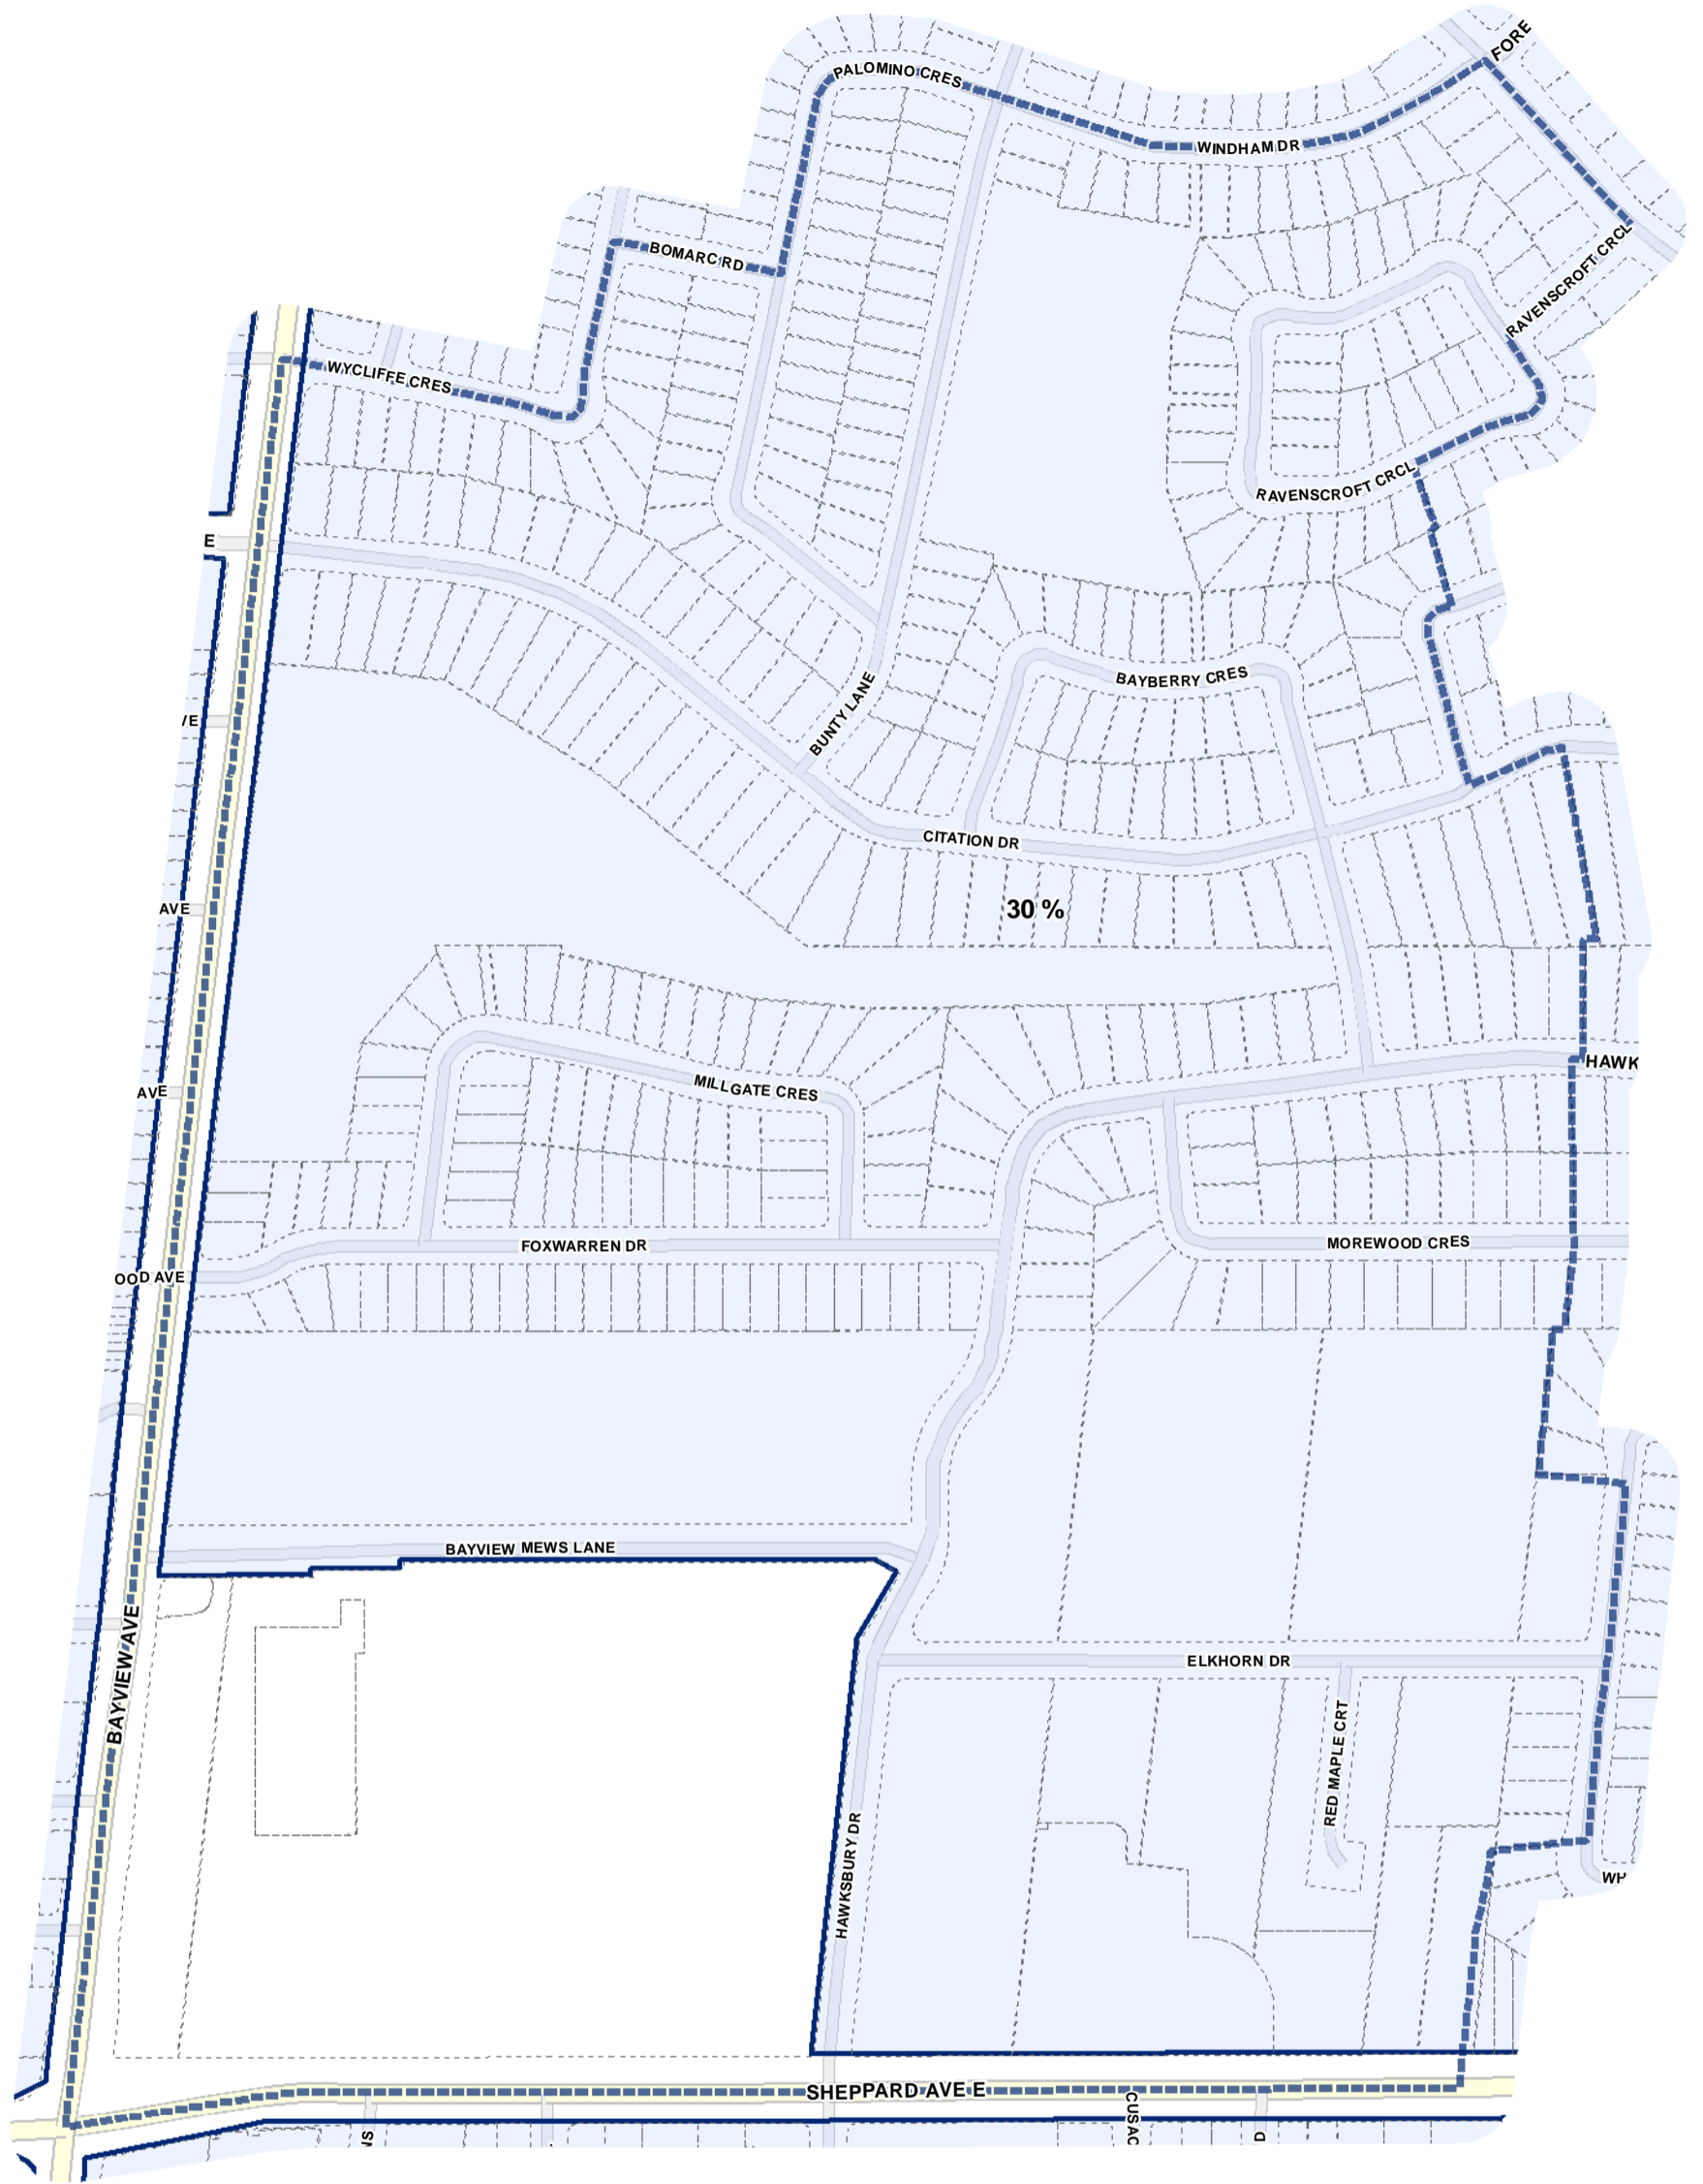 FORE
PALOMINO CRES
WINDHAM DR
BOMARC RD
RAVENSCROFT CRCL
WYCLIFFE CRES
RAVENSCROFT CRCL
E
VE
BAYBERRY CRES
BUNTY LANE
CITATION DR
AVE
30 %
HAWK
AVE
MILLGATE CRES
FOXWARREN DR
MOREWOOD CRES
OOD AVE
BAYVIEW MEWS LANE
BAYVIEW AVE
ELKHORN DR
RED MAPLE CRT
HAWKSBURY DR
WH
SHEPPARD AVE E
NS
CUSAC
D